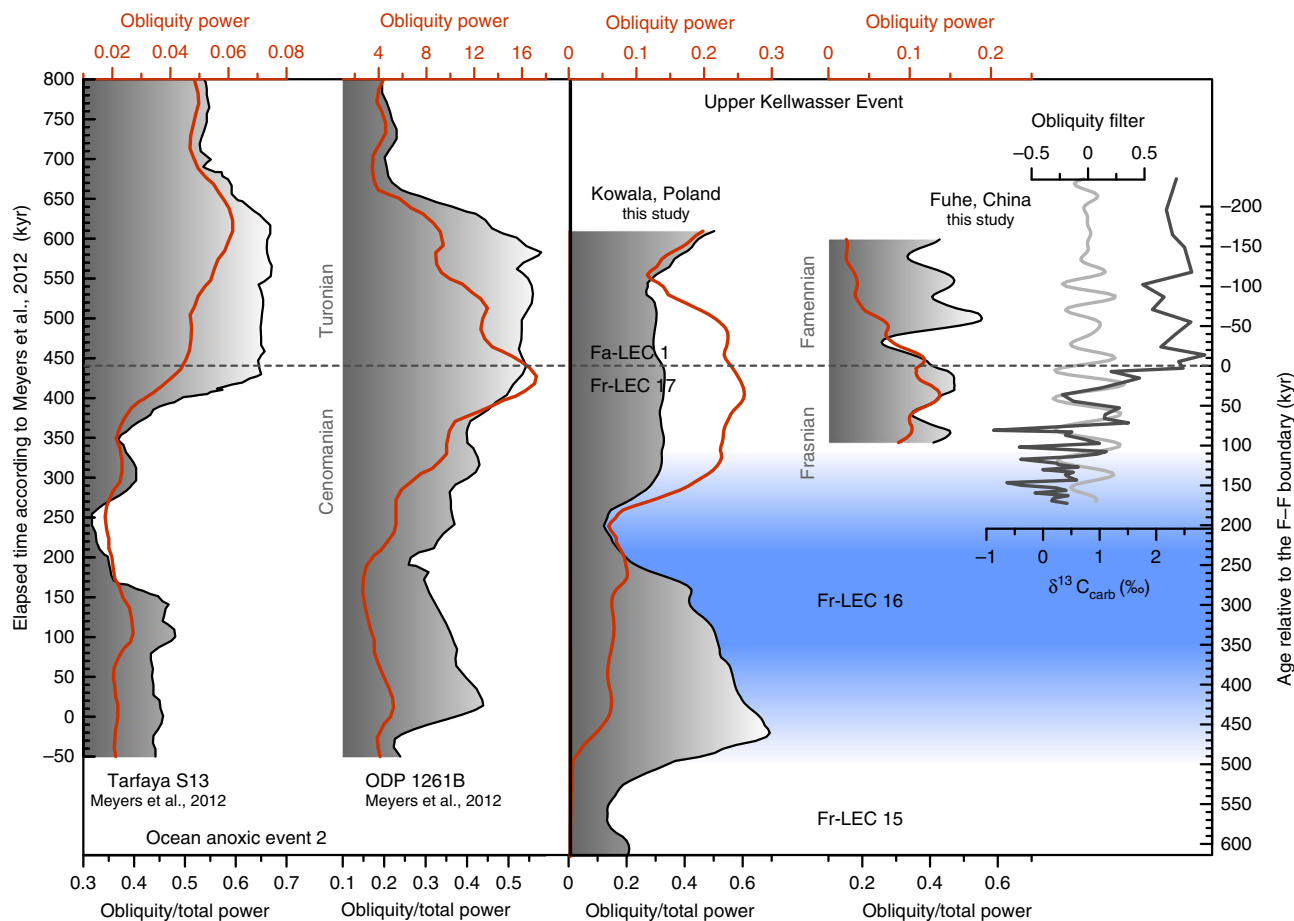 Obliquity power
Obliquity power
Obliquity power
Obliquity power
0.02 0.04 0.06 0.08
4 8 12 16
0 0.1 0.2 0.3
0 0.1 0.2
800
750
700
650
600
550
500
450
400
350
300
250
200
150
100
50
0
−50
Elapsed time according to Meyers et al., 2012 (kyr)
Upper Kellwasser Event
Obliquity filter
−0.5 0 0.5
Kowala, Poland
this study
Fuhe, China
this study
Turonian
Cenomanian
Famennian
Frasnian
Fa-LEC 1
Fr-LEC 17
Fr-LEC 16
Fr-LEC 15
−200
−150
−100
−50
0
50
100
150
200
250
300
350
400
450
500
550
600
Age relative to the F–F boundary (kyr)
−1 0 1 2
δ13 Ccarb (‰)
Tarfaya S13
Meyers et al., 2012
ODP 1261B
Meyers et al., 2012
Ocean anoxic event 2
0.3 0.4 0.5 0.6 0.7
0.1 0.2 0.3 0.4 0.5
0 0.2 0.4 0.6
0 0.2 0.4 0.6
Obliquity/total power
Obliquity/total power
Obliquity/total power
Obliquity/total power